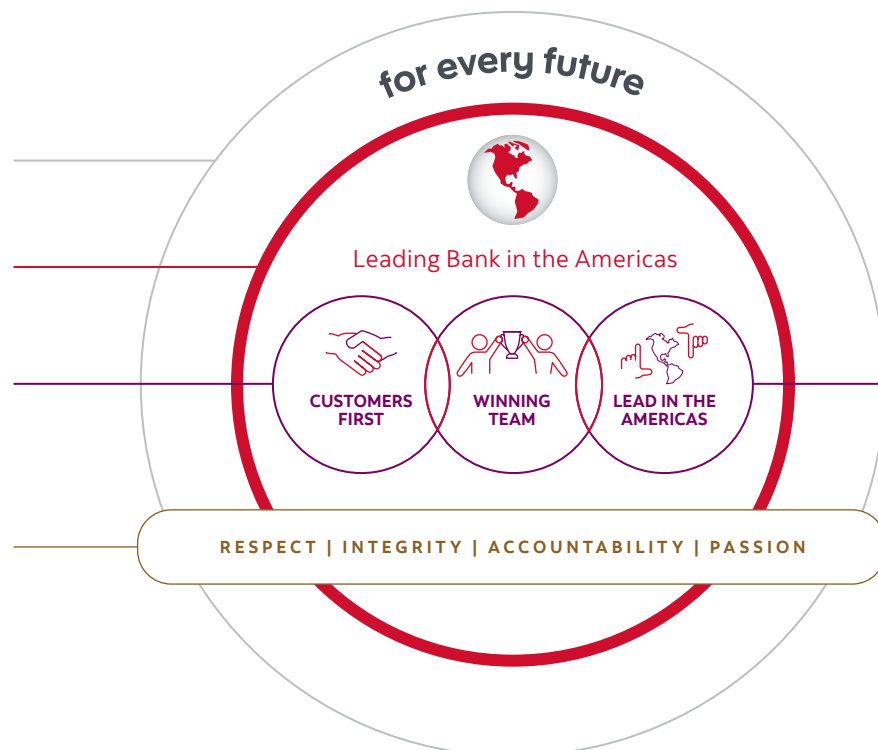 for every future
Leading Bank in the Americas
CUSTOMERS
FIRST
WINNING
TEAM
LEAD IN THE
AMERICAS
RESPECT | INTEGRITY | ACCOUNTABILITY | PASSION